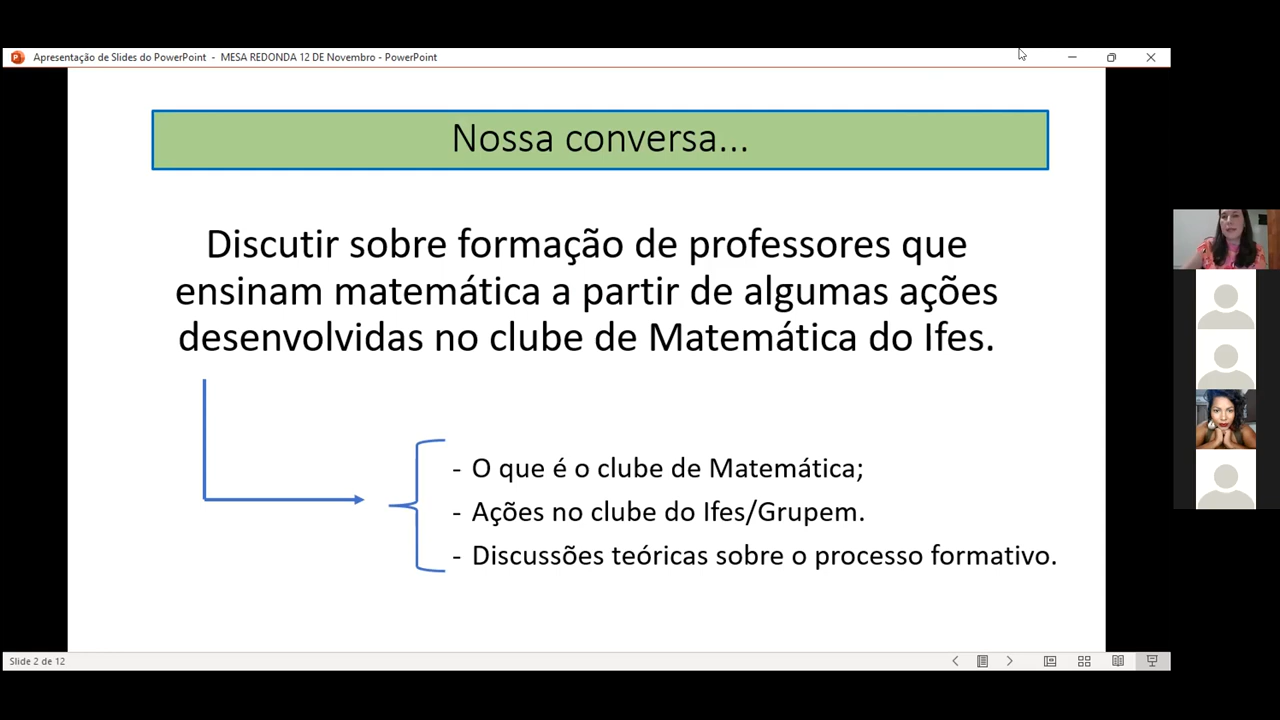 Apresentação de Slides do PowerPoint - MESA REDONDA 12 DE Novembro - PowerPoint
Nossa conversa...
Discutir sobre formação de professores que
ensinam matemática a partir de algumas ações
desenvolvidas no clube de Matemática do Ifes.
- O que é o clube de Matemática;
- Ações no clube do Ifes/Grupem.
- Discussões teóricas sobre o processo formativo.
Slide 2 de 12